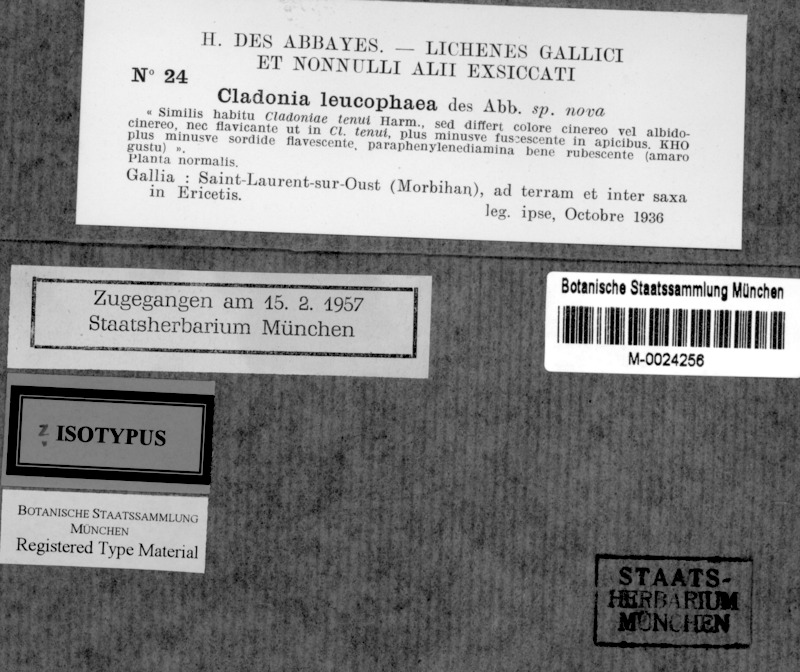 H. DES ABBAYES. — LICHENES GALLICI
ET NONNULLI ALII EXSICCATI
N° 24
Cladonia leucophaea des Abb. sp. nova
« Similis habitu Cladoniae tenui Harm., sed differt colore cinereo vel albido-
cinereo, nec flavicante ut in Cl. tenui, plus minusve fuscescente in apicibus. KHO
plus minusve sordide flavescente, paraphenylenediamina bene rubescente (amaro
gustu) ».
Planta normalis.
Gallia : Saint-Laurent-sur-Oust (Morbihan), ad terram et inter saxa
in Ericetis.
leg. ipse, Octobre 1936
Zugegangen am 15. 2. 1957
Staatsherbarium München
Botanische Staatssammlung München
M-0024256
ISOTYPUS
BOTANISCHE STAATSSAMMLUNG
MÜNCHEN
Registered Type Material
STAATS-
HERBARIUM
MÜNCHEN